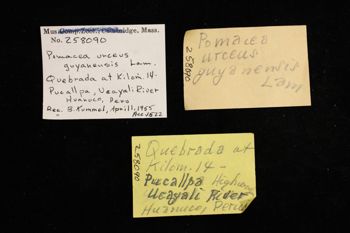 Mus. Comp. Zool., Cambridge, Mass.
No. 258090
Pomacea urceus
guyanensis Lam.
Quebrada at Kilom. 14-
Pucallpa, Ucayali River
Huanuco, Peru
Rec. B. Kummel, April, 1955
Acc. 1522
258090
Pomacea
urceus
guyanensis
Lam
258090
Quebrada at
Kilom. 14 -
Pucallpa Highway
Ucayali River
Huanuco, Peru